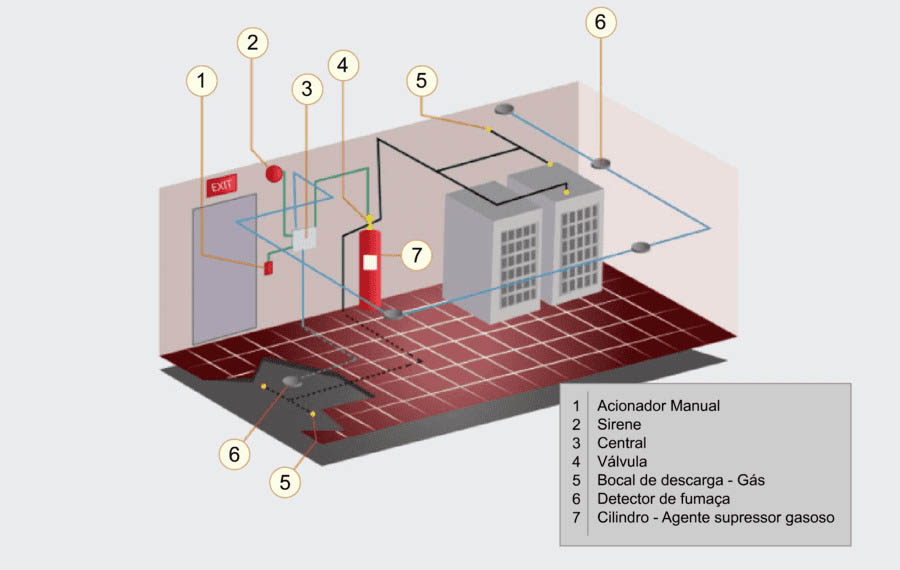 6
2
4
1
3
5
EXIT
7
6
5
1 Acionador Manual
2 Sirene
3 Central
4 Válvula
5 Bocal de descarga - Gás
6 Detector de fumaça
7 Cilindro - Agente supressor gasoso